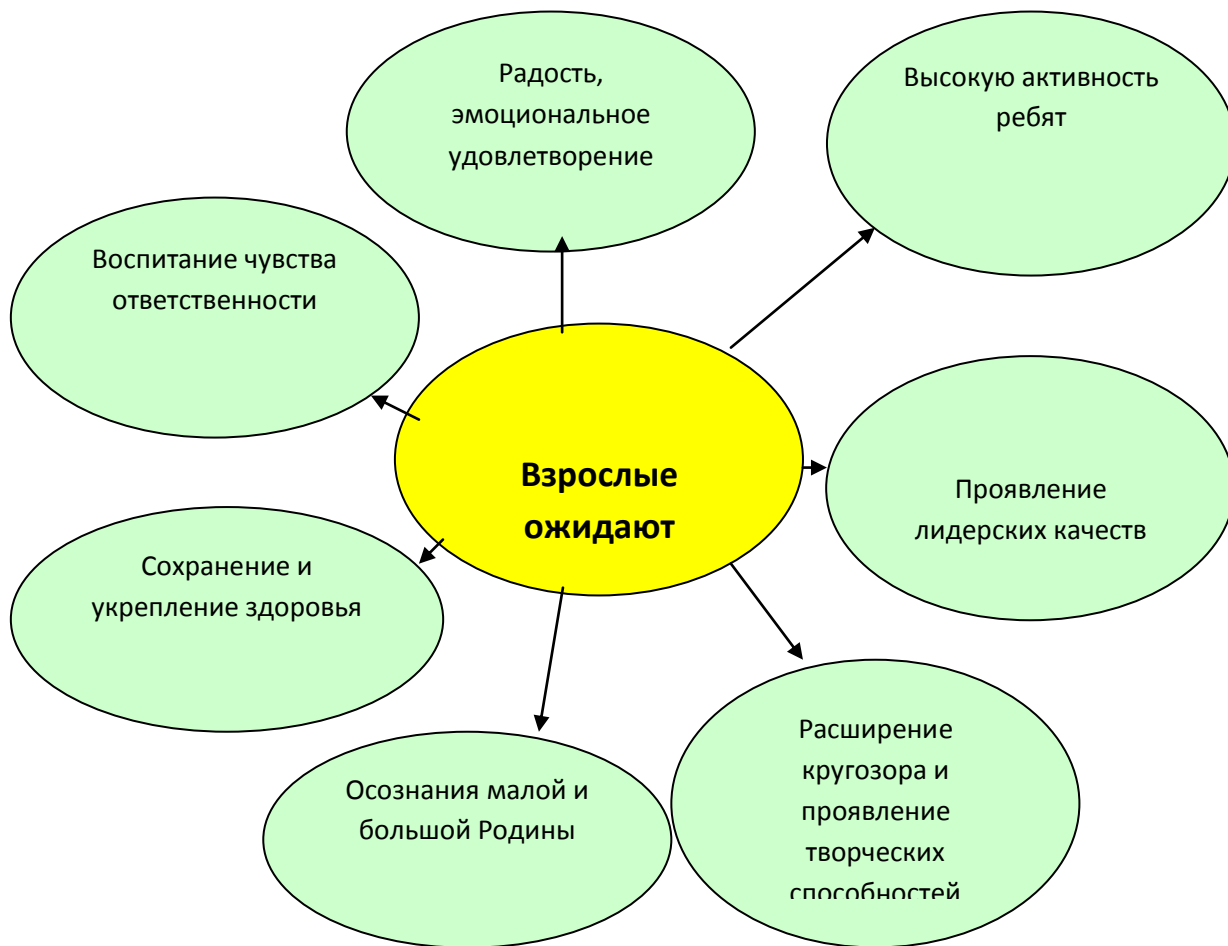 Радость,
эмоциональное
удовлетворение
Высокую активность
ребят
Воспитание чувства
ответственности
Взрослые
ожидают
Проявление
лидерских качеств
Сохранение и
укрепление здоровья
Расширение
кругозора и
проявление
творческих
способностей
Осознания малой и
большой Родины